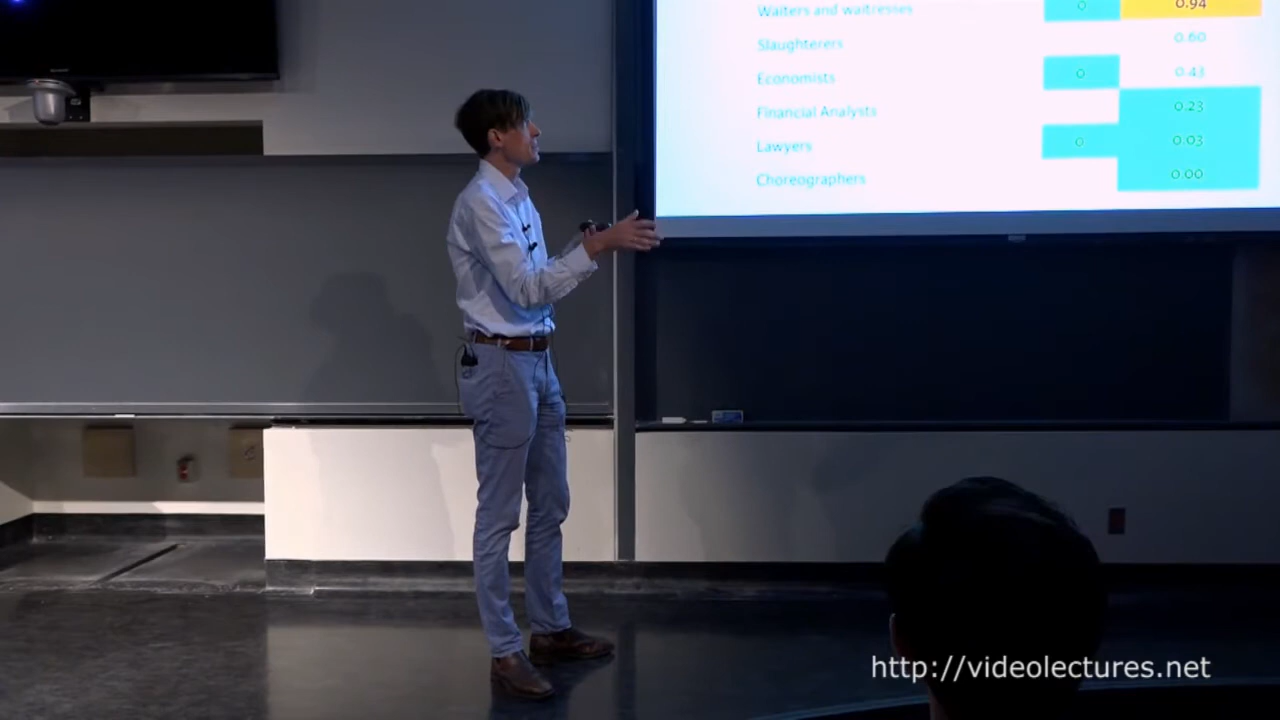 Waiters and waitresses 0 0.94
Slaughterers 0.60
Economists 0 0.43
Financial Analysts 0.23
Lawyers 0 0.03
Choreographers 0.00
http://videolectures.net